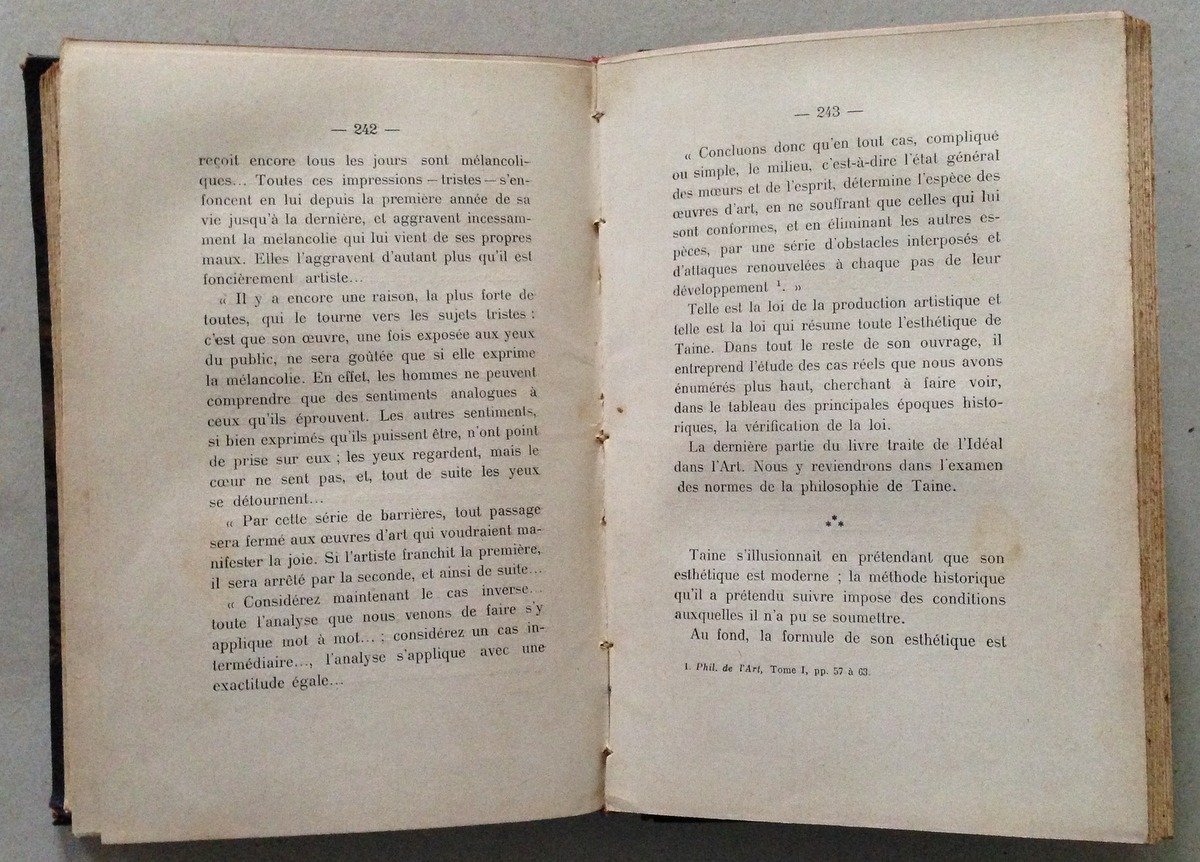 — 242 —
reçoit encore tous les jours sont mélancoli-
ques... Toutes ces impressions — tristes — s'en-
foncent en lui depuis la première année de sa
vie jusqu'à la dernière, et aggravent incessam-
ment la mélancolie qui lui vient de ses propres
maux. Elles l'aggravent d'autant plus qu'il est
foncièrement artiste...
« Il y a encore une raison, la plus forte de
toutes, qui le tourne vers les sujets tristes :
c'est que son œuvre, une fois exposée aux yeux
du public, ne sera goûtée que si elle exprime
la mélancolie. En effet, les hommes ne peuvent
comprendre que des sentiments analogues à
ceux qu'ils éprouvent. Les autres sentiments,
si bien exprimés qu'ils puissent être, n'ont point
de prise sur eux ; les yeux regardent, mais le
cœur ne sent pas, et, tout de suite les yeux
se détournent...
« Par cette série de barrières, tout passage
sera fermé aux œuvres d'art qui voudraient ma-
nifester la joie. Si l'artiste franchit la première,
il sera arrêté par la seconde, et ainsi de suite...
« Considérez maintenant le cas inverse...
toute l'analyse que nous venons de faire s'y
applique mot à mot... ; considérez un cas in-
termédiaire..., l'analyse s'applique avec une
exactitude égale...
— 243 —
« Concluons donc qu'en tout cas, compliqué
ou simple, le milieu, c'est-à-dire l'état général
des mœurs et de l'esprit, détermine l'espèce des
œuvres d'art, en ne souffrant que celles qui lui
sont conformes, et en éliminant les autres es-
pèces, par une série d'obstacles interposés et
d'attaques renouvelées à chaque pas de leur
développement ¹. »
Telle est la loi de la production artistique et
telle est la loi qui résume toute l'esthétique de
Taine. Dans tout le reste de son ouvrage, il
entreprend l'étude des cas réels que nous avons
énumérés plus haut, cherchant à faire voir,
dans le tableau des principales époques histo-
riques, la vérification de la loi.
La dernière partie du livre traite de l'Idéal
dans l'Art. Nous y reviendrons dans l'examen
des normes de la philosophie de Taine.
⁂
Taine s'illusionnait en prétendant que son
esthétique est moderne ; la méthode historique
qu'il a prétendu suivre impose des conditions
auxquelles il n'a pu se soumettre.
Au fond, la formule de son esthétique est
1. Phil. de l'Art, Tome I, pp. 57 à 63.